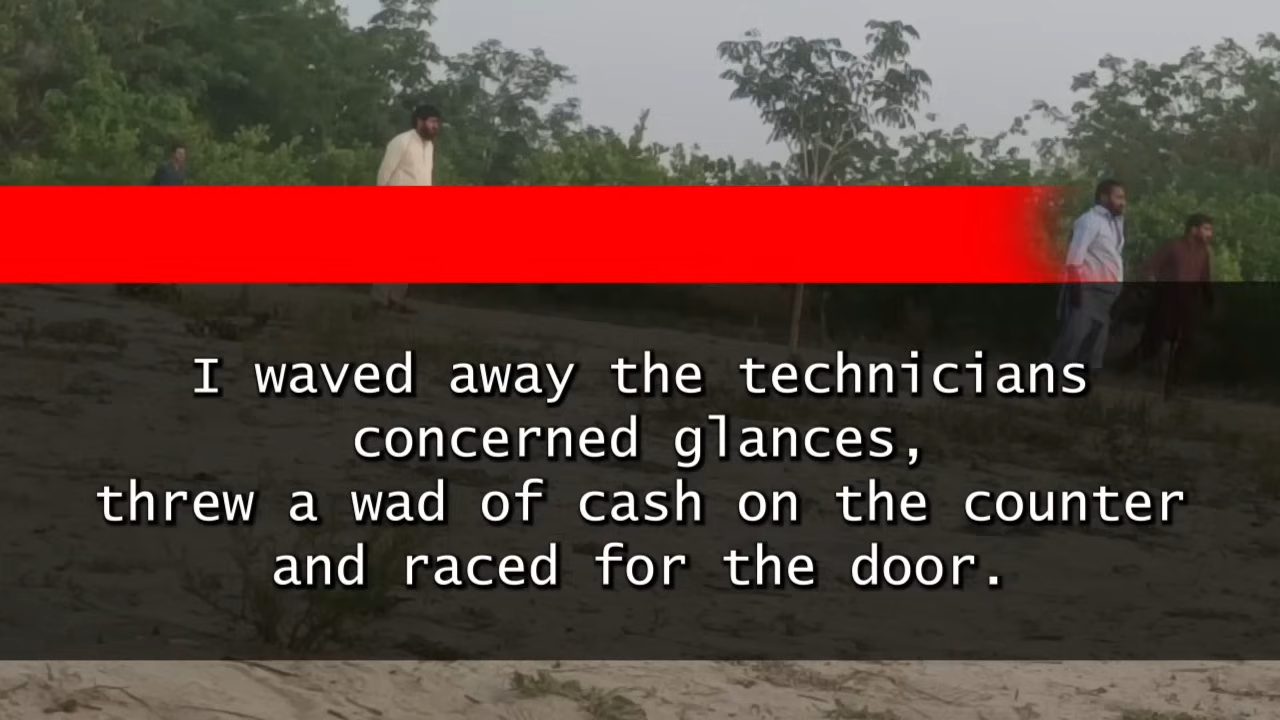 I waved away the technicians
concerned glances,
threw a wad of cash on the counter
and raced for the door.